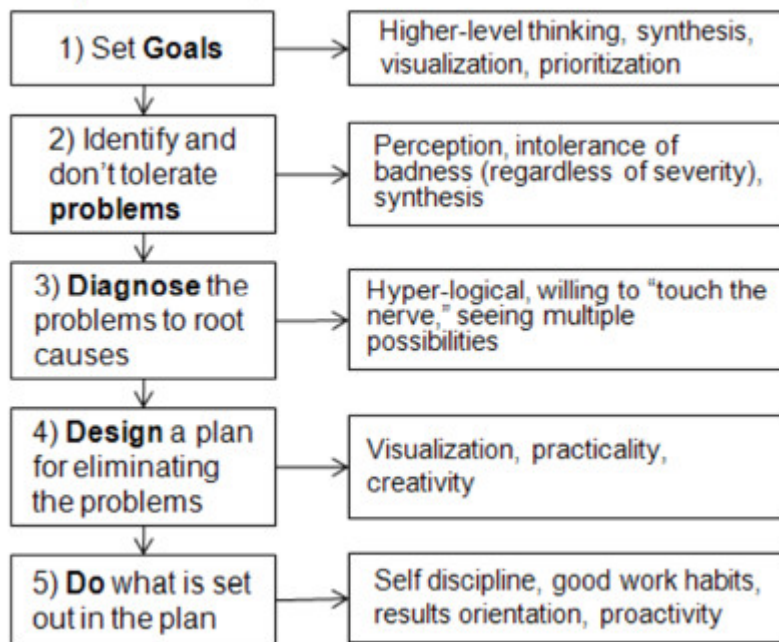 1) Set Goals
Higher-level thinking, synthesis,
visualization, prioritization
2) Identify and
don't tolerate
problems
Perception, intolerance of
badness (regardless of severity),
synthesis
3) Diagnose the
problems to root
causes
Hyper-logical, willing to “touch the
nerve,” seeing multiple
possibilities
4) Design a plan
for eliminating
the problems
Visualization, practicality,
creativity
5) Do what is set
out in the plan
Self discipline, good work habits,
results orientation, proactivity